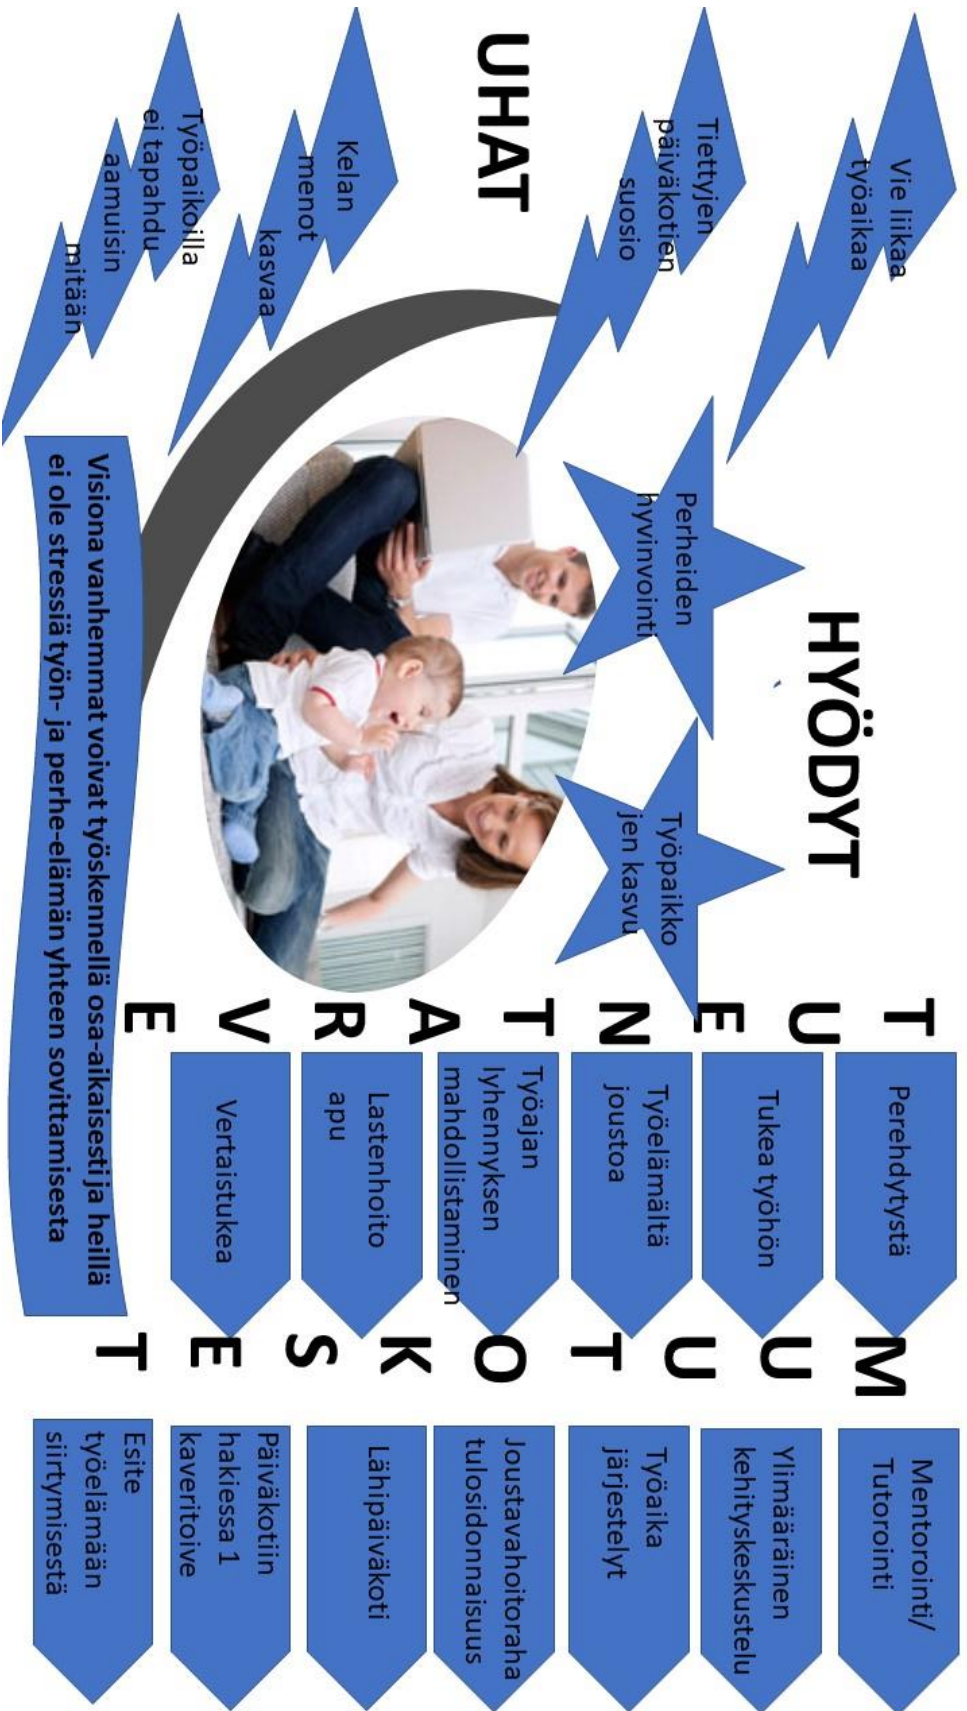 Vie liikaa
työaikaa
Tiettyjen
päiväkotien
suosio
UHAT
Kelan
menot
kasvaa
Työpaikoilla
ei tapahdu
aamuisin
mitään
HYÖDYT
Perheiden
hyvinvointi
Työpaikko
jen kasvu
T
U
E
N
T
A
R
V
E
Perehdytystä
Tukea työhön
Työelämältä
joustoa
Työajan
lyhennyksen
mahdollistaminen
Lastenhoito
apu
Vertaistukea
M
U
U
T
O
K
S
E
T
Mentorointi/
Tutorointi
Ylimääräinen
kehityskeskustelu
Työaika
järjestelyt
Joustavahoitoraha
tulosidonnaisuus
Lähipäiväkoti
Päiväkotiin
hakiessa 1
kaveritoive
Esite
työelämään
siirtymisestä
Visiona vanhemmat voivat työskennellä osa-aikaisesti ja heillä
ei ole stressiä työn- ja perhe-elämän yhteen sovittamisesta